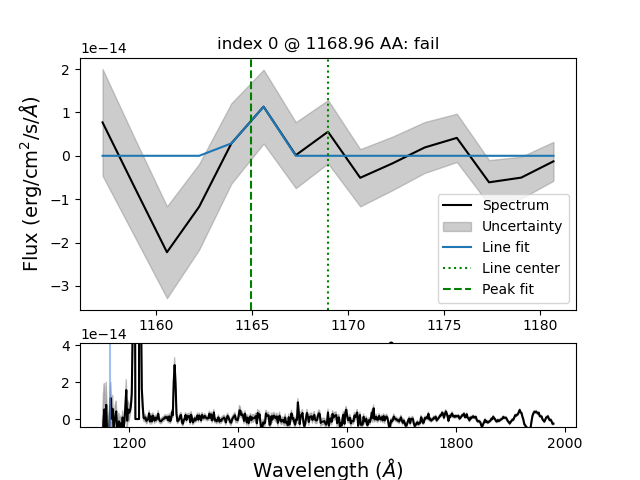 index 0 @ 1168.96 AA: fail
1e−14
2
1
0
−1
−2
−3
Flux (erg/cm²/s/Å)
Spectrum
Uncertainty
Line fit
Line center
Peak fit
1160 1165 1170 1175 1180
1e−14
4
2
0
1200 1400 1600 1800 2000
Wavelength (Å)